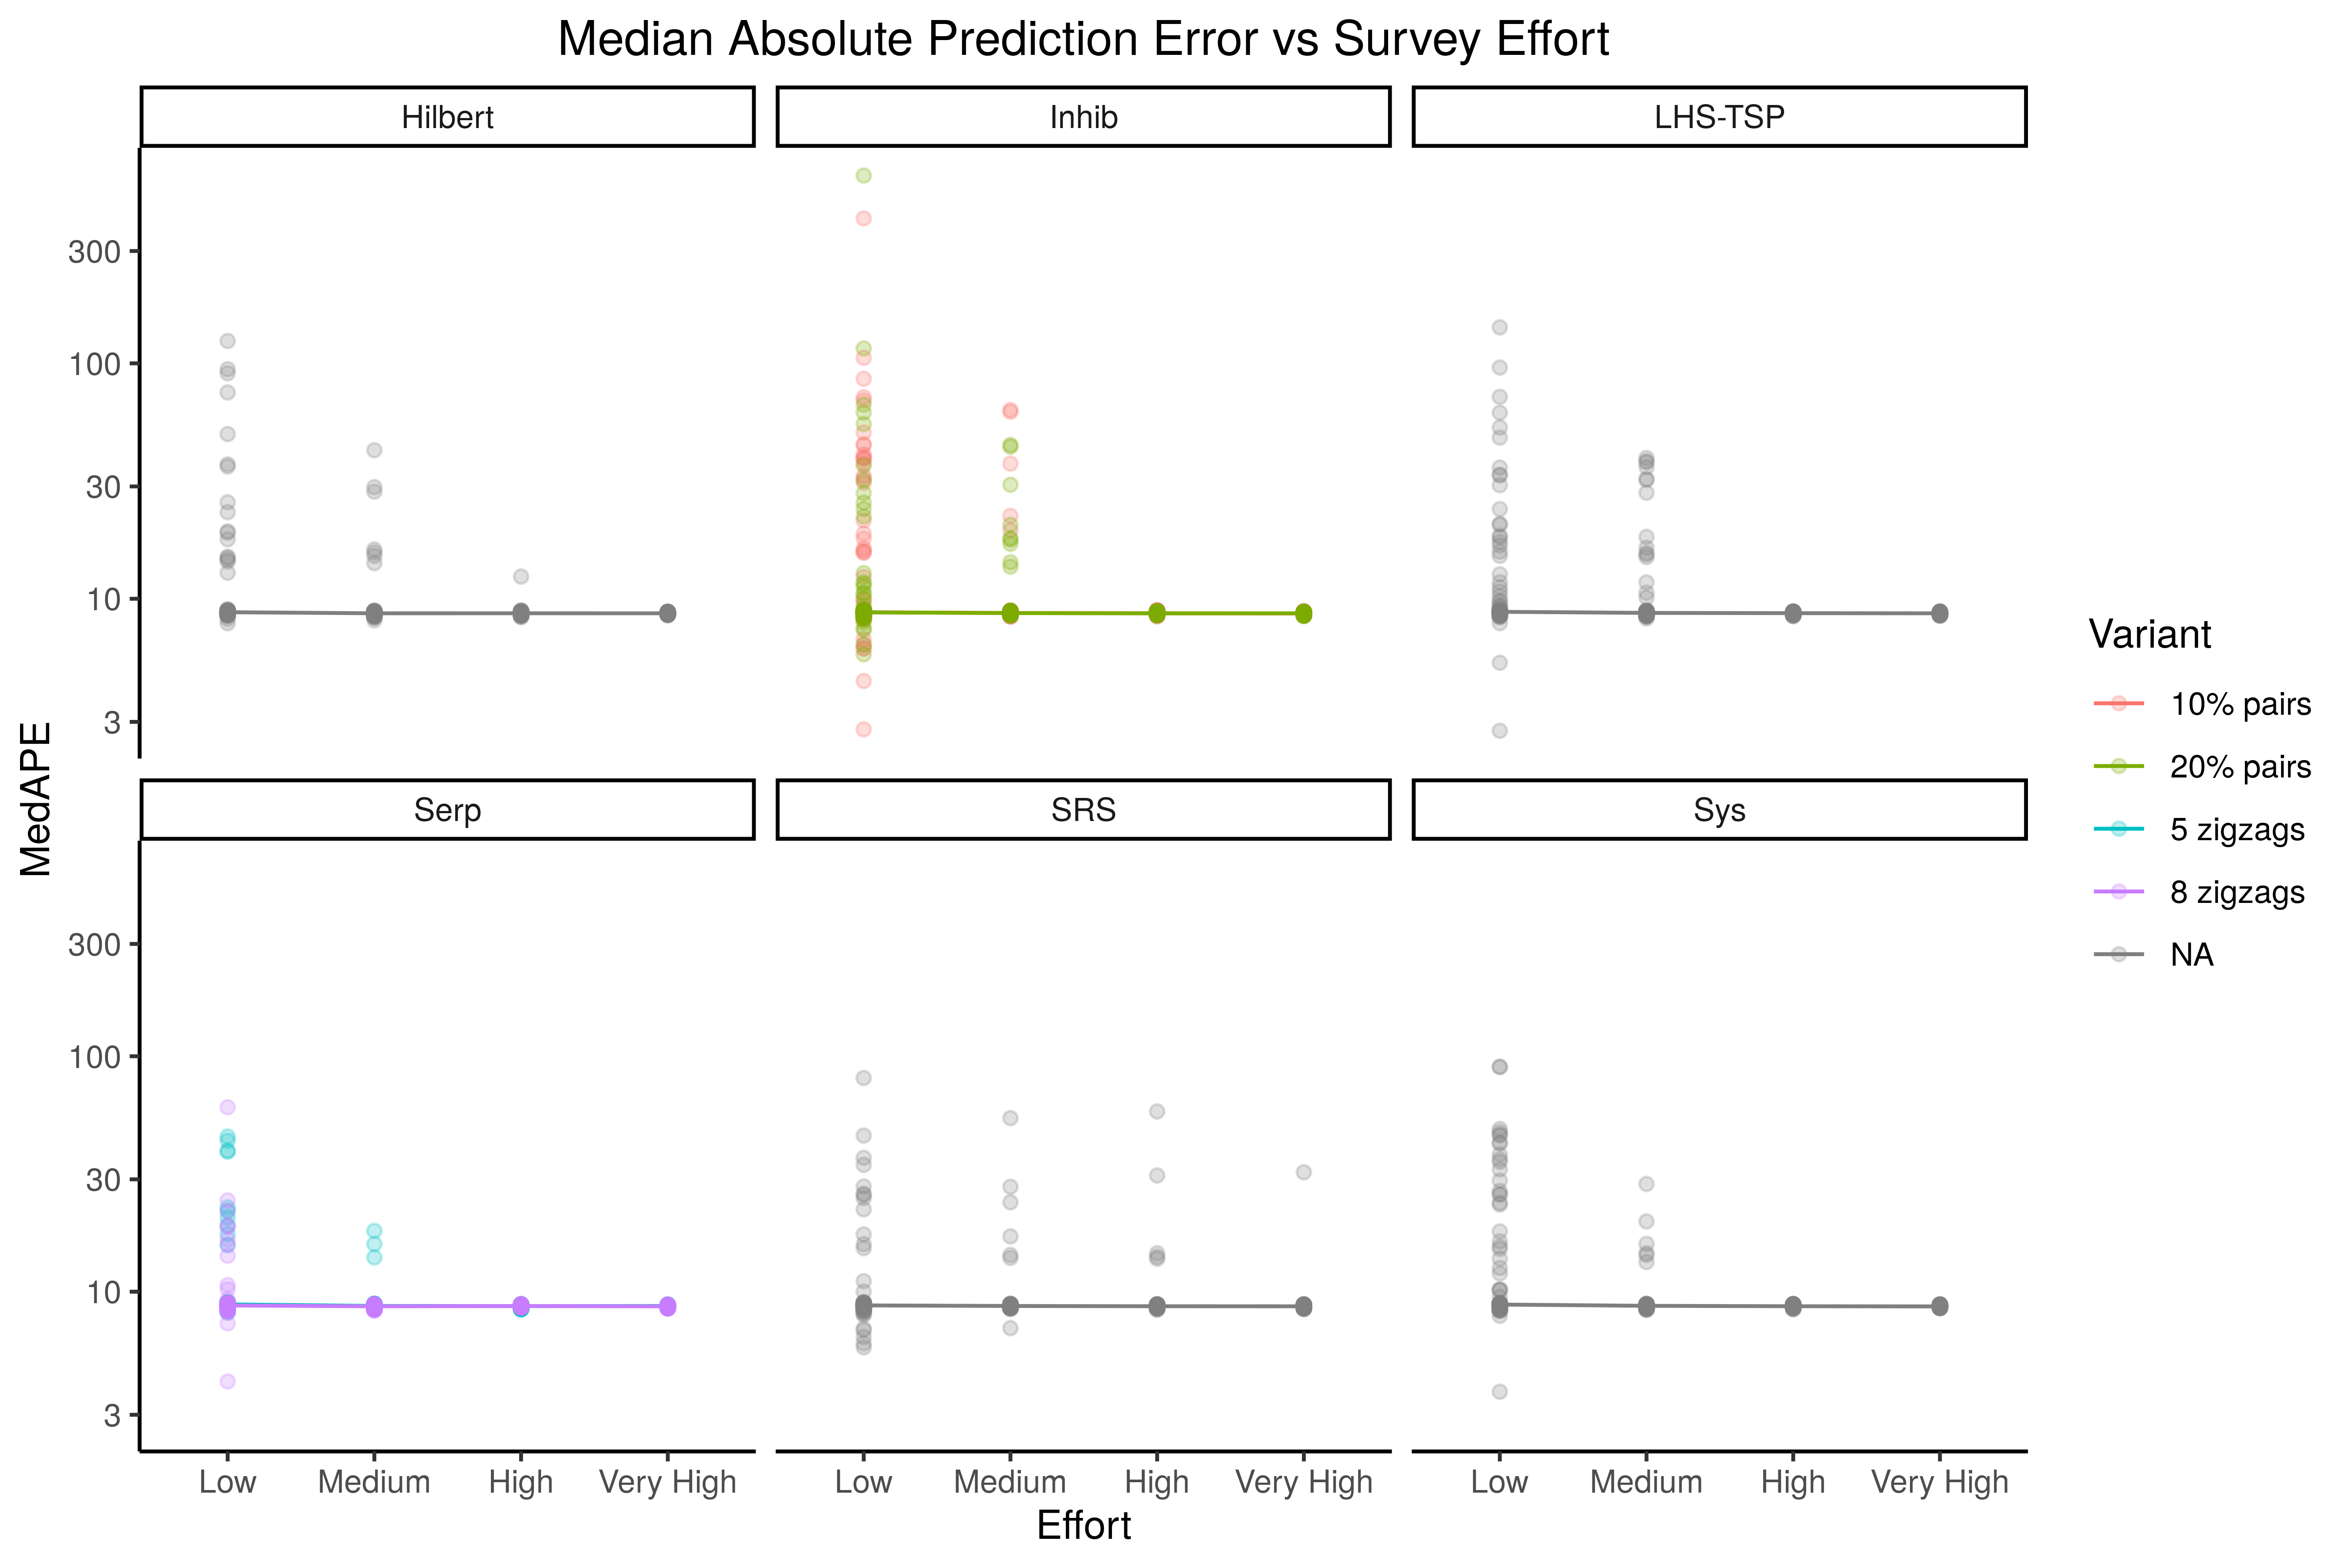 Median Absolute Prediction Error vs Survey Effort
Hilbert
Inhib
LHS-TSP
300
100
30
10
3
Serp
SRS
Sys
300
100
30
10
3
MedAPE
Low Medium High Very High
Low Medium High Very High
Low Medium High Very High
Effort
Variant
10% pairs
20% pairs
5 zigzags
8 zigzags
NA